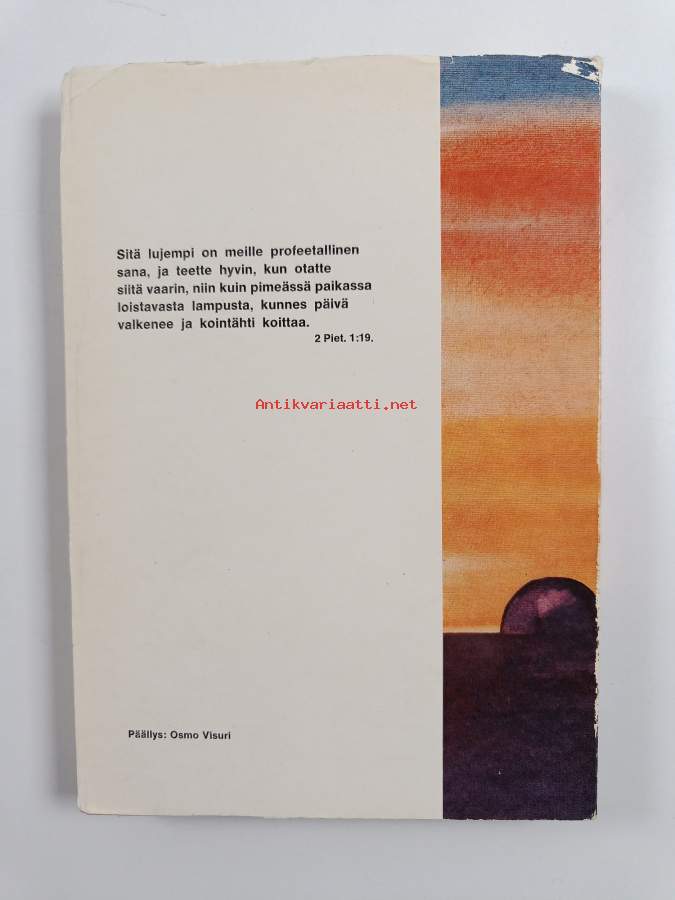 Sitä lujempi on meille profeetallinen
sana, ja teette hyvin, kun otatte
siitä vaarin, niin kuin pimeässä paikassa
loistavasta lampusta, kunnes päivä
valkenee ja kointähti koittaa.
2 Piet. 1:19.
Antikvariaatti.net
Päällys: Osmo Visuri